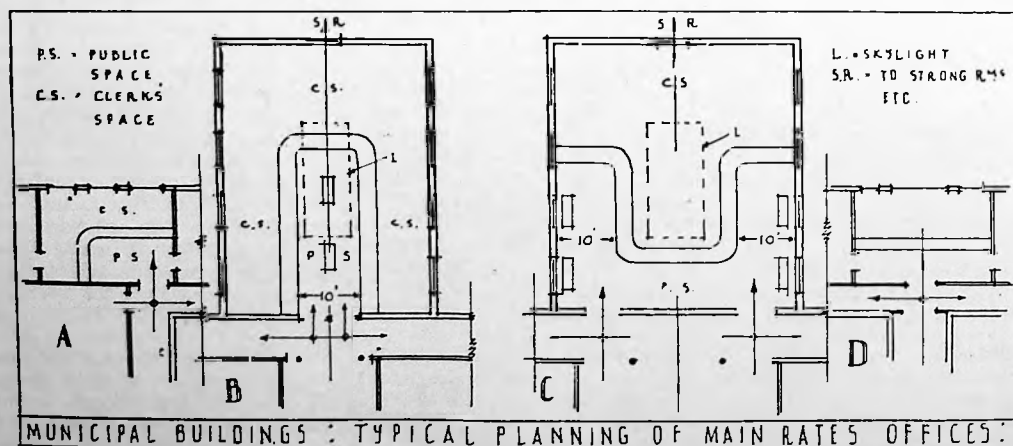 P.S. = PUBLIC
SPACE
C.S. = CLERKS'
SPACE
S. R.
S R.
L. = SKYLIGHT
S.R. = TO STRONG RMS
ETC.
C.S.
C.S
L
L
C.S.
C.S.
C.S.
P S
P S
10'
10'
10'
P.S.
A
B
C
D
MUNICIPAL BUILDINGS : TYPICAL PLANNING OF MAIN RATES OFFICES :